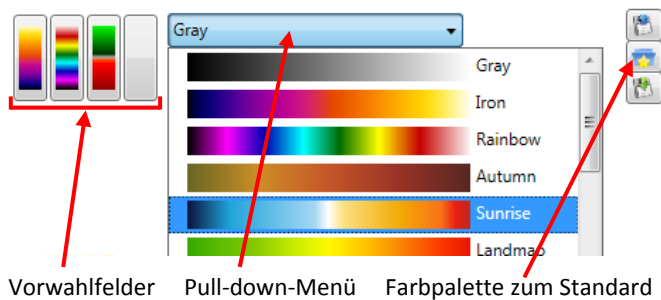 Gray
Gray
Iron
Rainbow
Autumn
Sunrise
Landmap
Vorwahlfelder Pull-down-Menü Farbpalette zum Standard